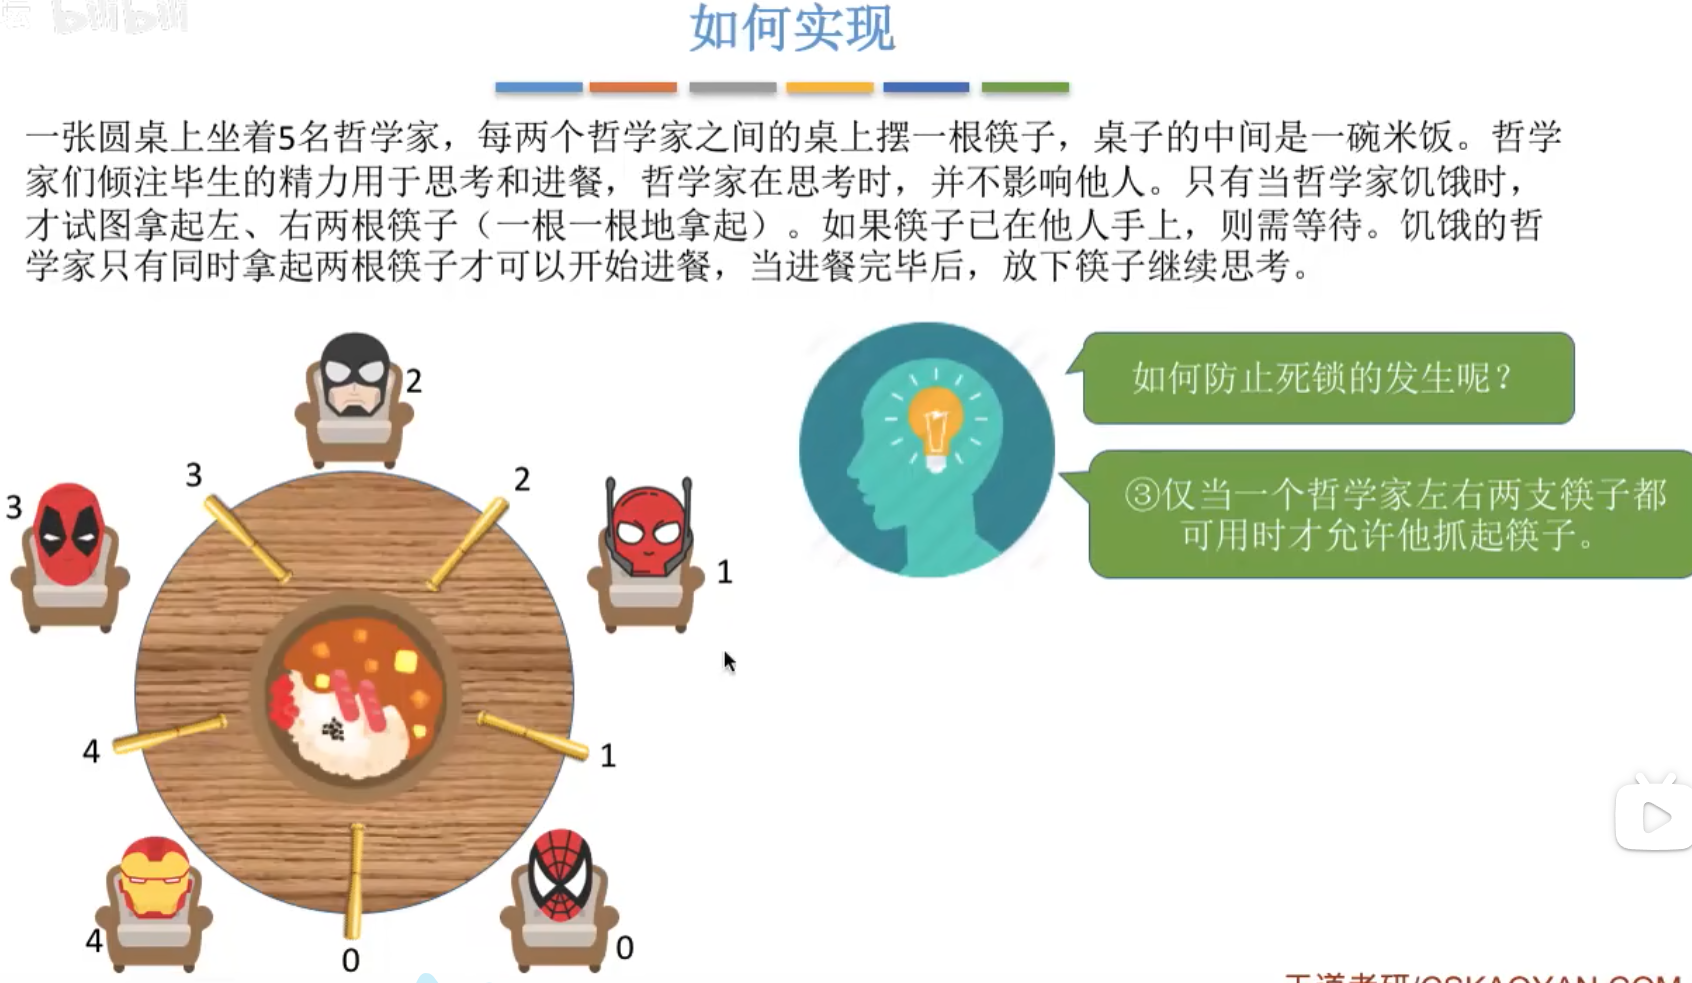 bilibili
如何实现
一张圆桌上坐着5名哲学家，每两个哲学家之间的桌上摆一根筷子，桌子的中间是一碗米饭。哲学
家们倾注毕生的精力用于思考和进餐，哲学家在思考时，并不影响他人。只有当哲学家饥饿时，
才试图拿起左、右两根筷子（一根一根地拿起）。如果筷子已在他人手上，则需等待。饥饿的哲
学家只有同时拿起两根筷子才可以开始进餐，当进餐完毕后，放下筷子继续思考。
如何防止死锁的发生呢？
③仅当一个哲学家左右两支筷子都
可用时才允许他抓起筷子。
2
3
2
3
1
4
1
4
0
0
王道考研/CSKAOYAN.COM